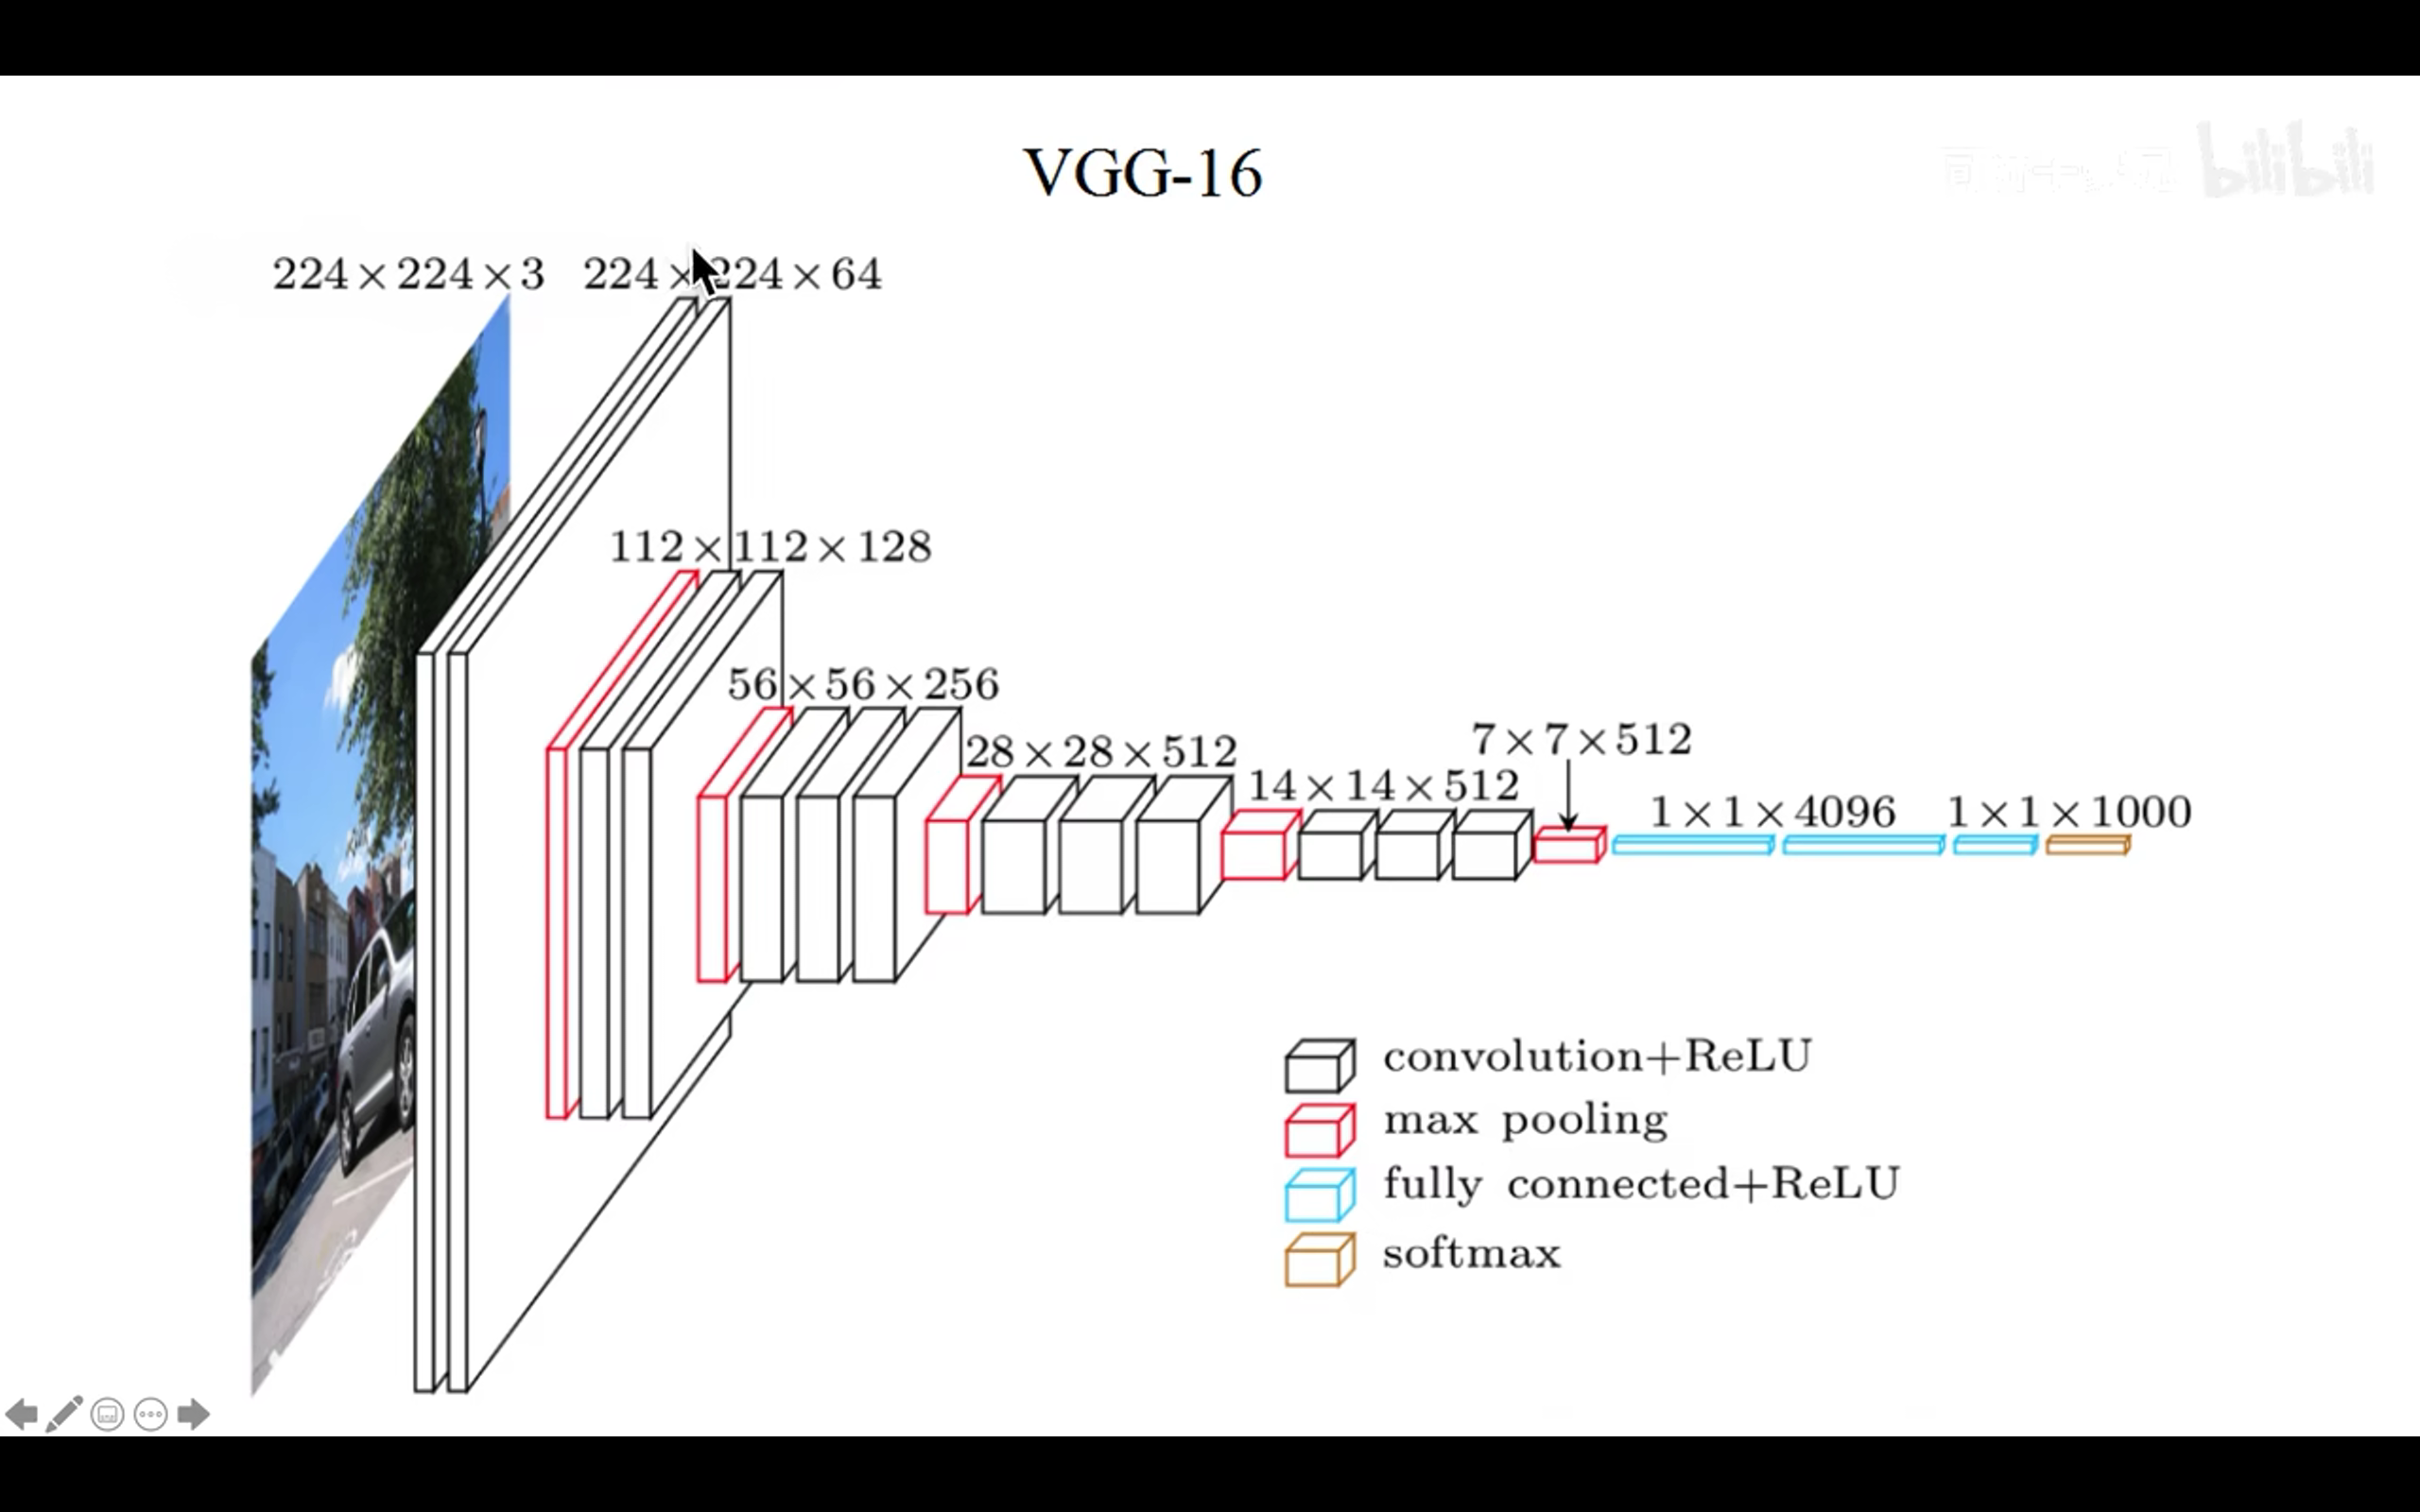 VGG-16
bilibili
224×224×3
224×224×64
112×112×128
56×56×256
28×28×512
14×14×512
7×7×512
1×1×4096
1×1×1000
convolution+ReLU
max pooling
fully connected+ReLU
softmax